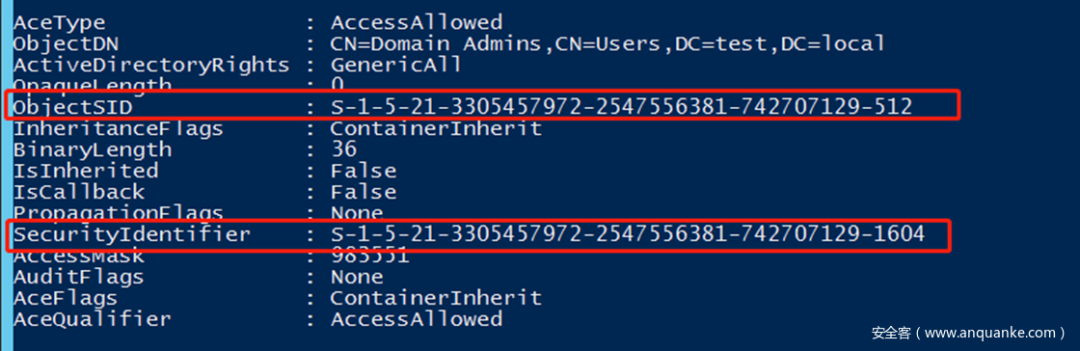 AceType : AccessAllowed
ObjectDN : CN=Domain Admins,CN=Users,DC=test,DC=local
ActiveDirectoryRights : GenericAll
OpaqueLength : 0
ObjectSID : S-1-5-21-3305457972-2547556381-742707129-512
InheritanceFlags : ContainerInherit
BinaryLength : 36
IsInherited : False
IsCallback : False
PropagationFlags : None
SecurityIdentifier : S-1-5-21-3305457972-2547556381-742707129-1604
AccessMask : 983551
AuditFlags : None
AceFlags : ContainerInherit
AceQualifier : AccessAllowed
安全客（www.anquanke.com）